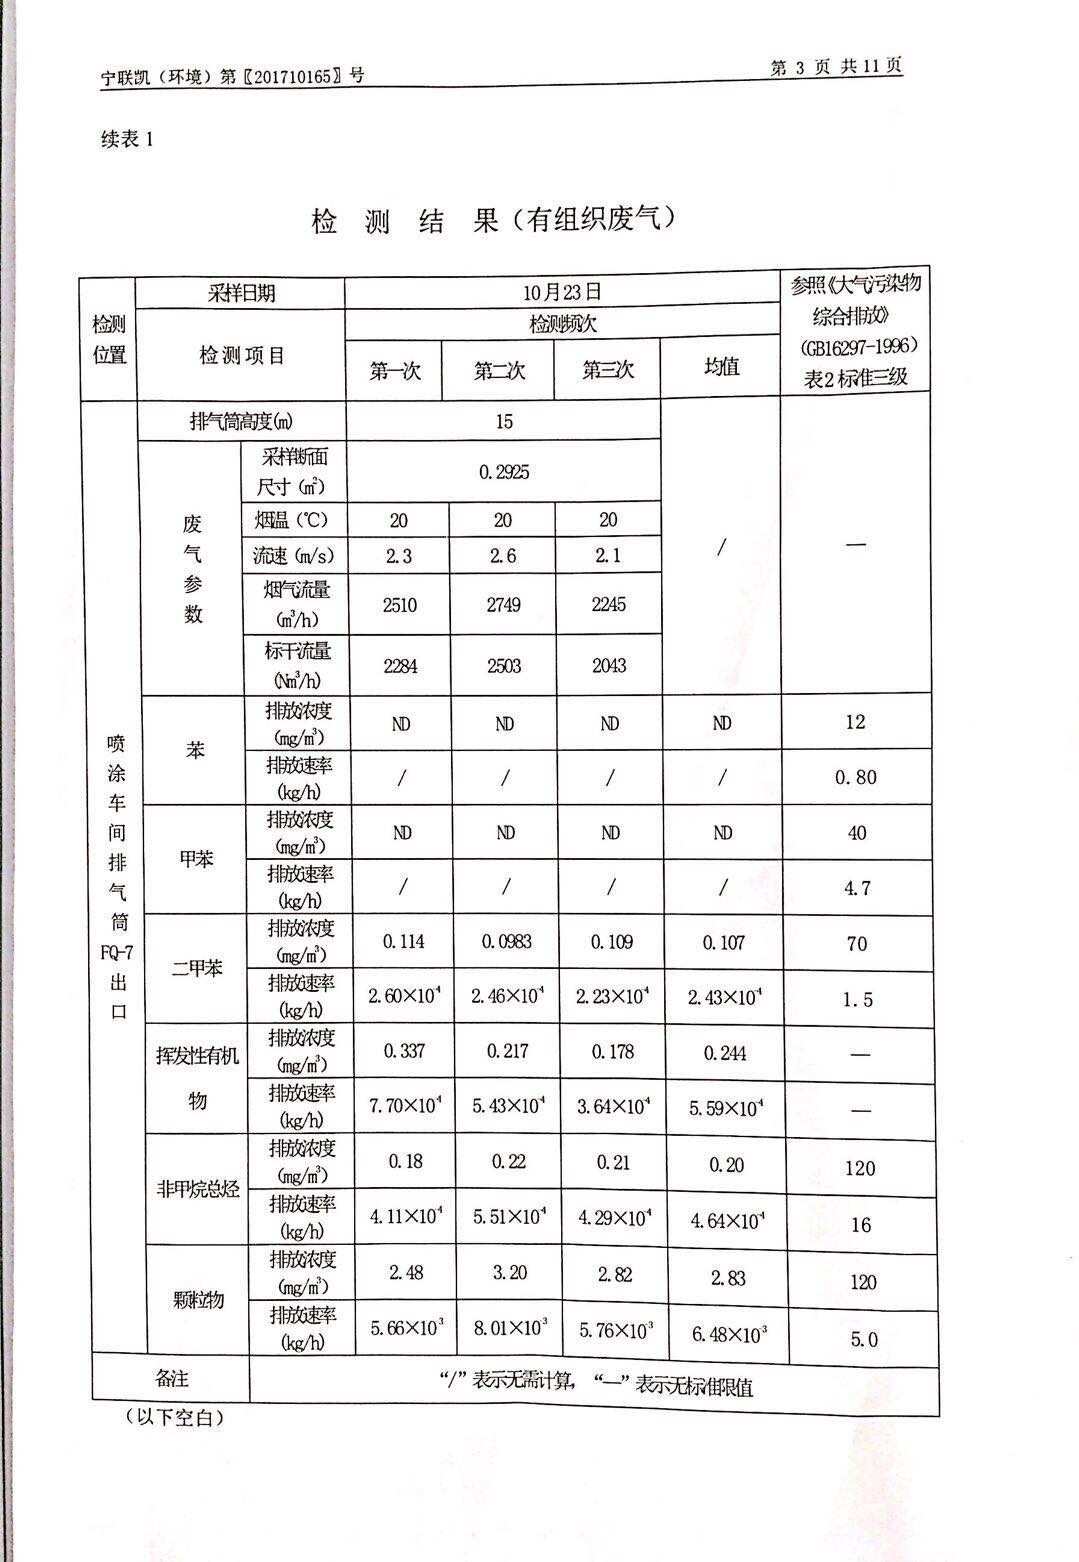 宁联凯（环境）第〖201710165〗号 第 3 页 共11页
续表 1
检 测 结 果（有组织废气）
检测位置 采样日期 10月23日 参照《大气污染物综合排放》（GB16297-1996）表2标准三级
检测项目 检测频次
第一次 第二次 第三次 均值
喷涂车间排气筒FQ-7出口
排气筒高度(m) 15 / —
废气参数 采样断面尺寸（㎡） 0.2925
烟温（℃） 20 20 20
流速（m/s） 2.3 2.6 2.1
烟气流量（m³/h） 2510 2749 2245
标干流量（Nm³/h） 2284 2503 2043
苯 排放浓度（mg/m³） ND ND ND ND 12
排放速率（kg/h） / / / / 0.80
甲苯 排放浓度（mg/m³） ND ND ND ND 40
排放速率（kg/h） / / / / 4.7
二甲苯 排放浓度（mg/m³） 0.114 0.0983 0.109 0.107 70
排放速率（kg/h） 2.60×10⁻⁴ 2.46×10⁻⁴ 2.23×10⁻⁴ 2.43×10⁻⁴ 1.5
挥发性有机物 排放浓度（mg/m³） 0.337 0.217 0.178 0.244 —
排放速率（kg/h） 7.70×10⁻⁴ 5.43×10⁻⁴ 3.64×10⁻⁴ 5.59×10⁻⁴ —
非甲烷总烃 排放浓度（mg/m³） 0.18 0.22 0.21 0.20 120
排放速率（kg/h） 4.11×10⁻⁴ 5.51×10⁻⁴ 4.29×10⁻⁴ 4.64×10⁻⁴ 16
颗粒物 排放浓度（mg/m³） 2.48 3.20 2.82 2.83 120
排放速率（kg/h） 5.66×10⁻³ 8.01×10⁻³ 5.76×10⁻³ 6.48×10⁻³ 5.0
备注 “/”表示无需计算，“—”表示无标准限值
（以下空白）